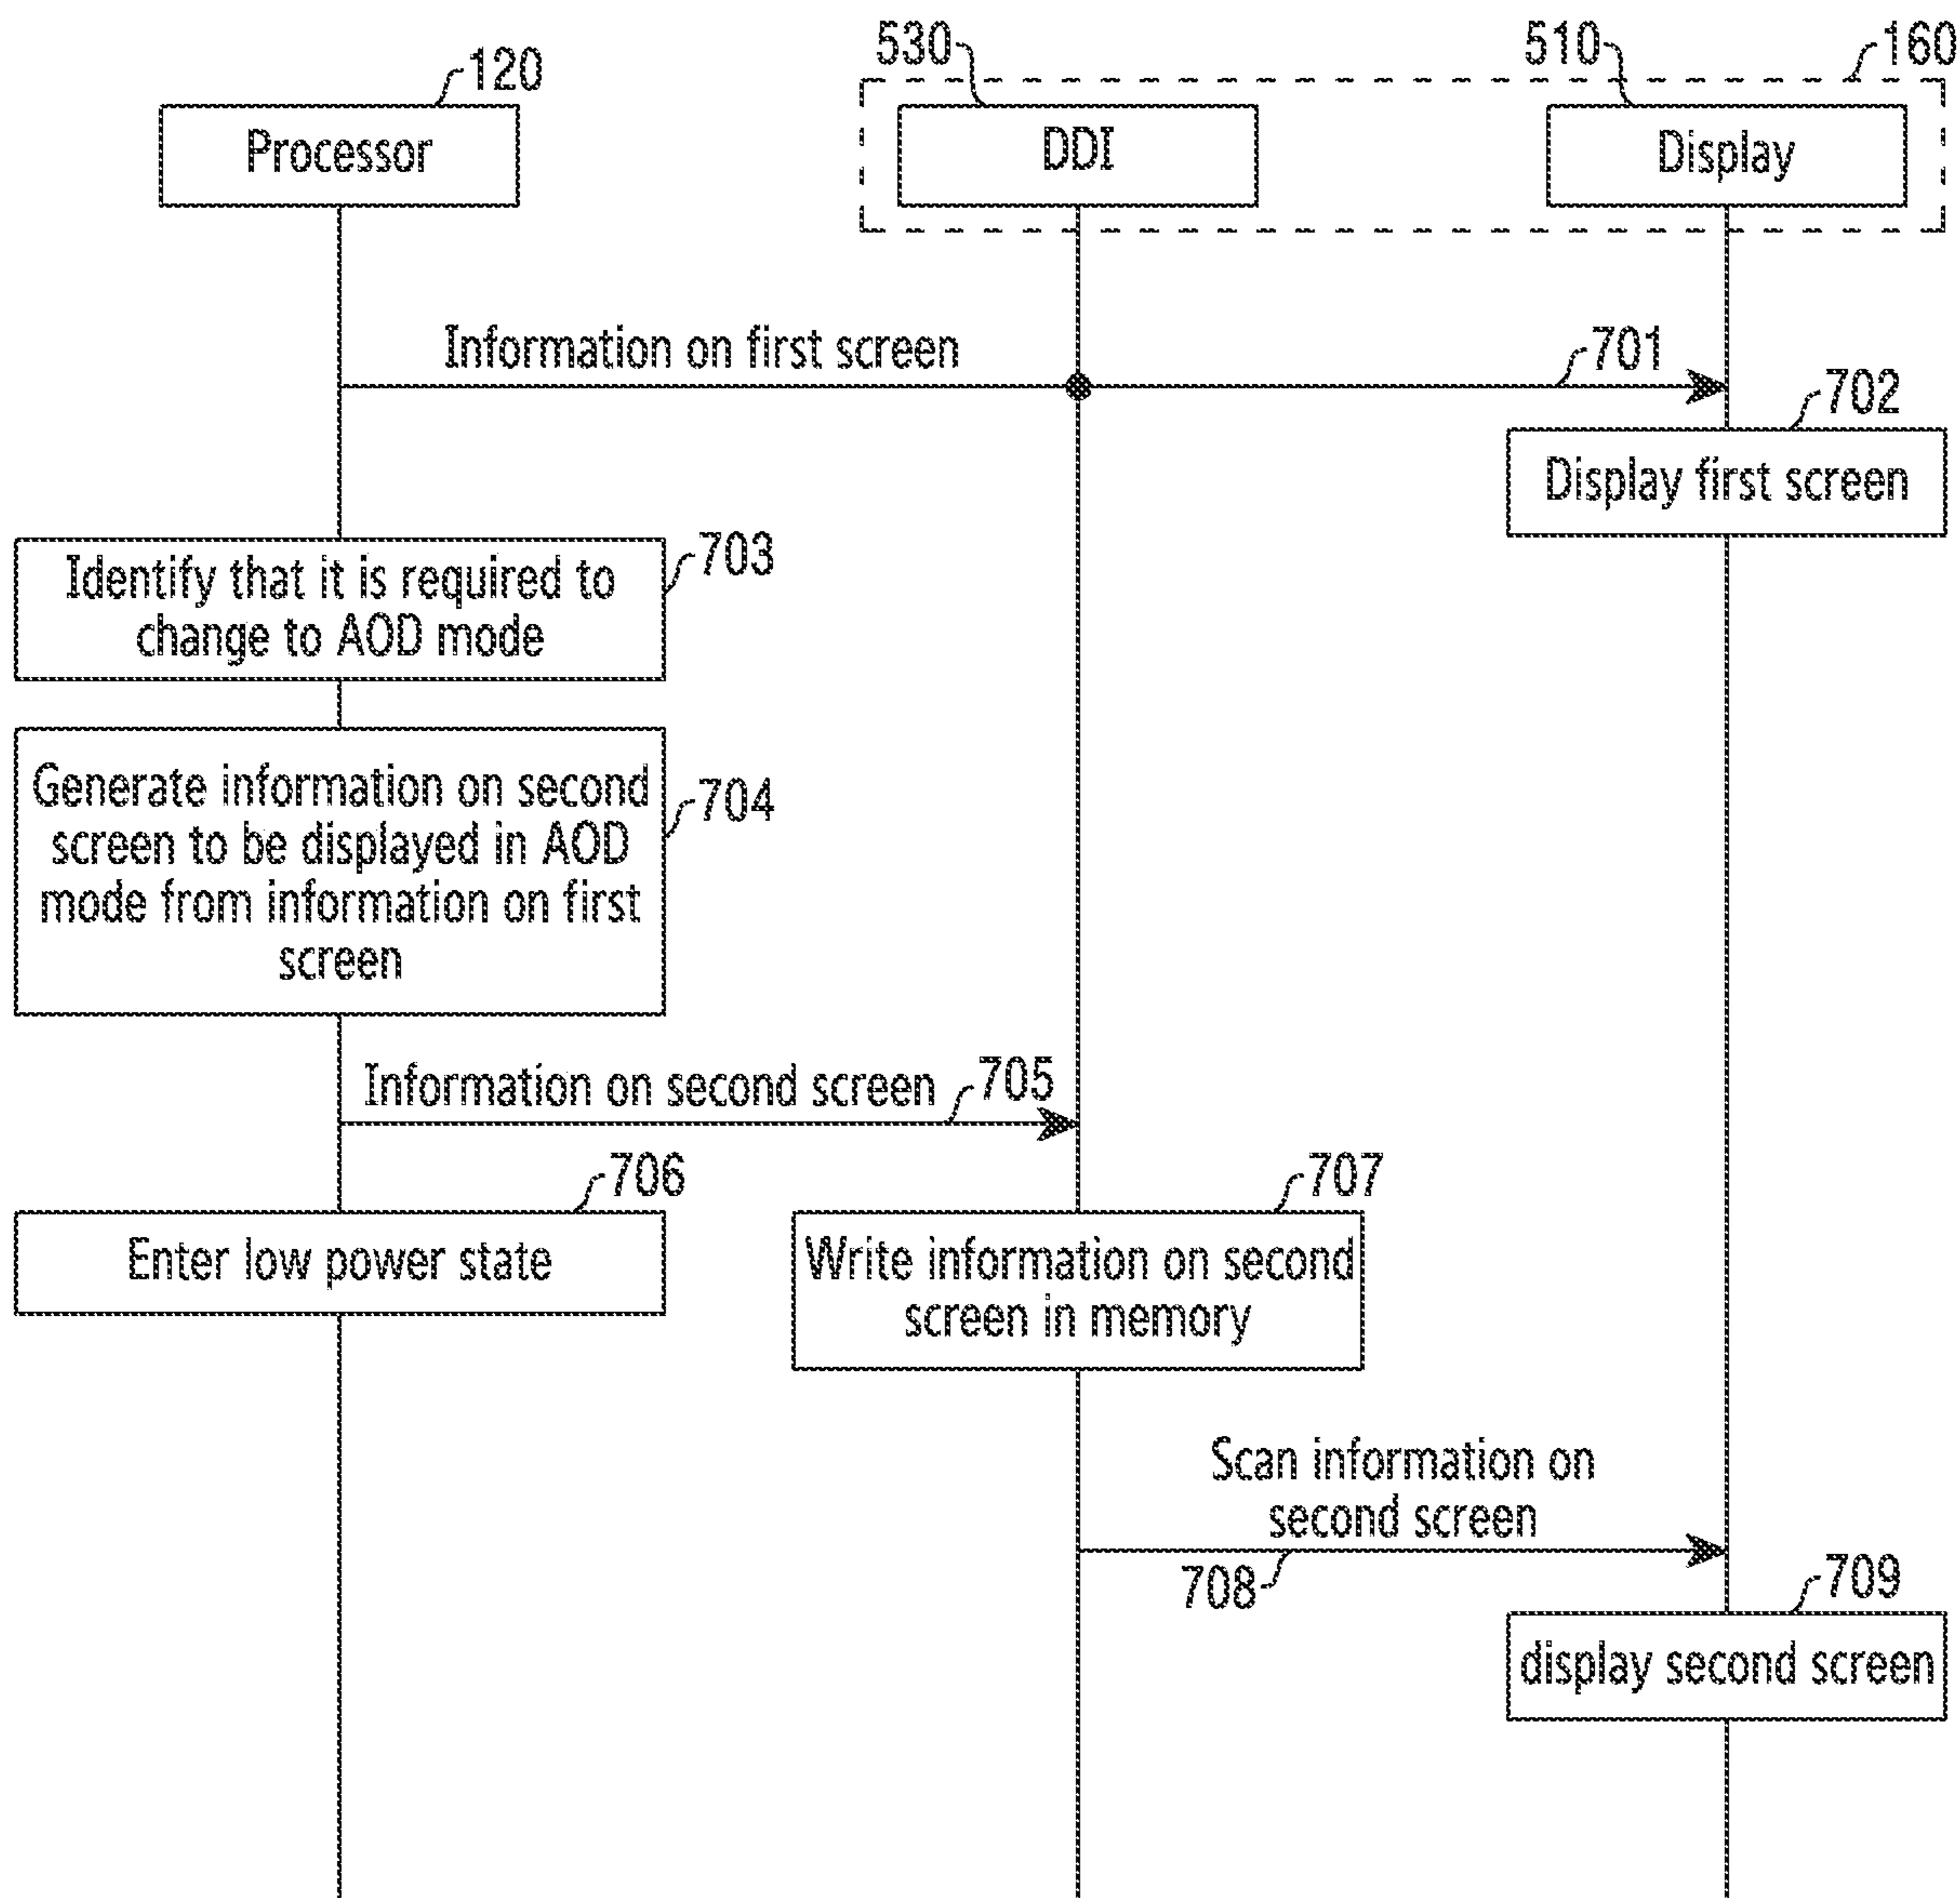 530
510
160
120
Processor
DDI
Display
Information on first screen
701
702
Display first screen
703
Identify that it is required to
change to AOD mode
Generate information on second
screen to be displayed in AOD
mode from information on first
screen
704
Information on second screen
705
706
707
Enter low power state
Write information on second
screen in memory
Scan information on
second screen
708
709
display second screen